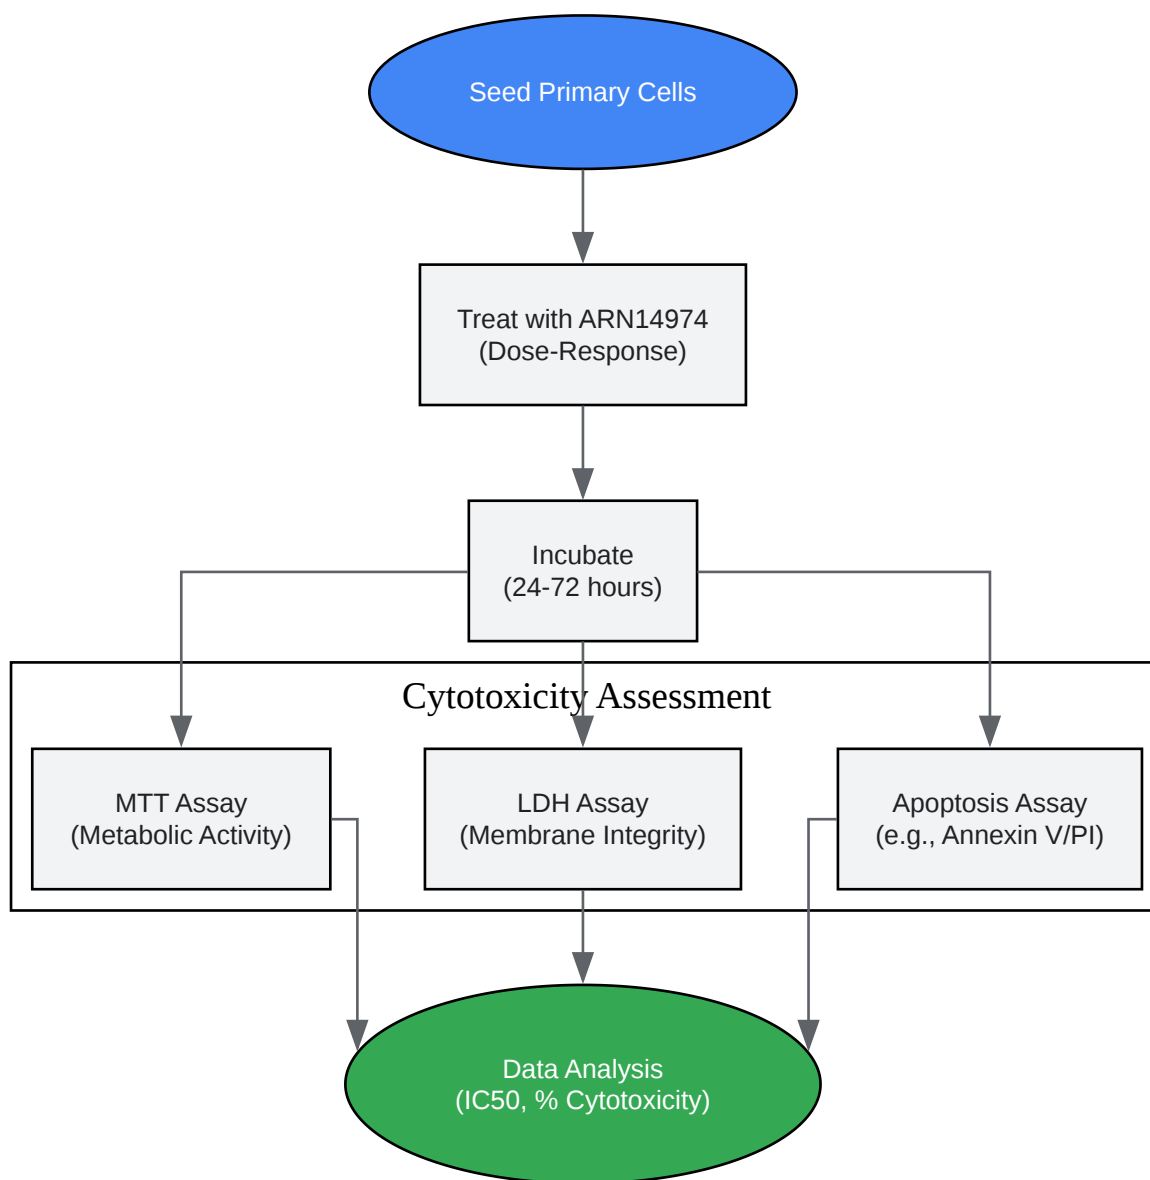 Seed Primary Cells
Treat with ARN14974
(Dose-Response)
Incubate
(24-72 hours)
Cytotoxicity Assessment
MTT Assay
(Metabolic Activity)
LDH Assay
(Membrane Integrity)
Apoptosis Assay
(e.g., Annexin V/PI)
Data Analysis
(IC50, % Cytotoxicity)